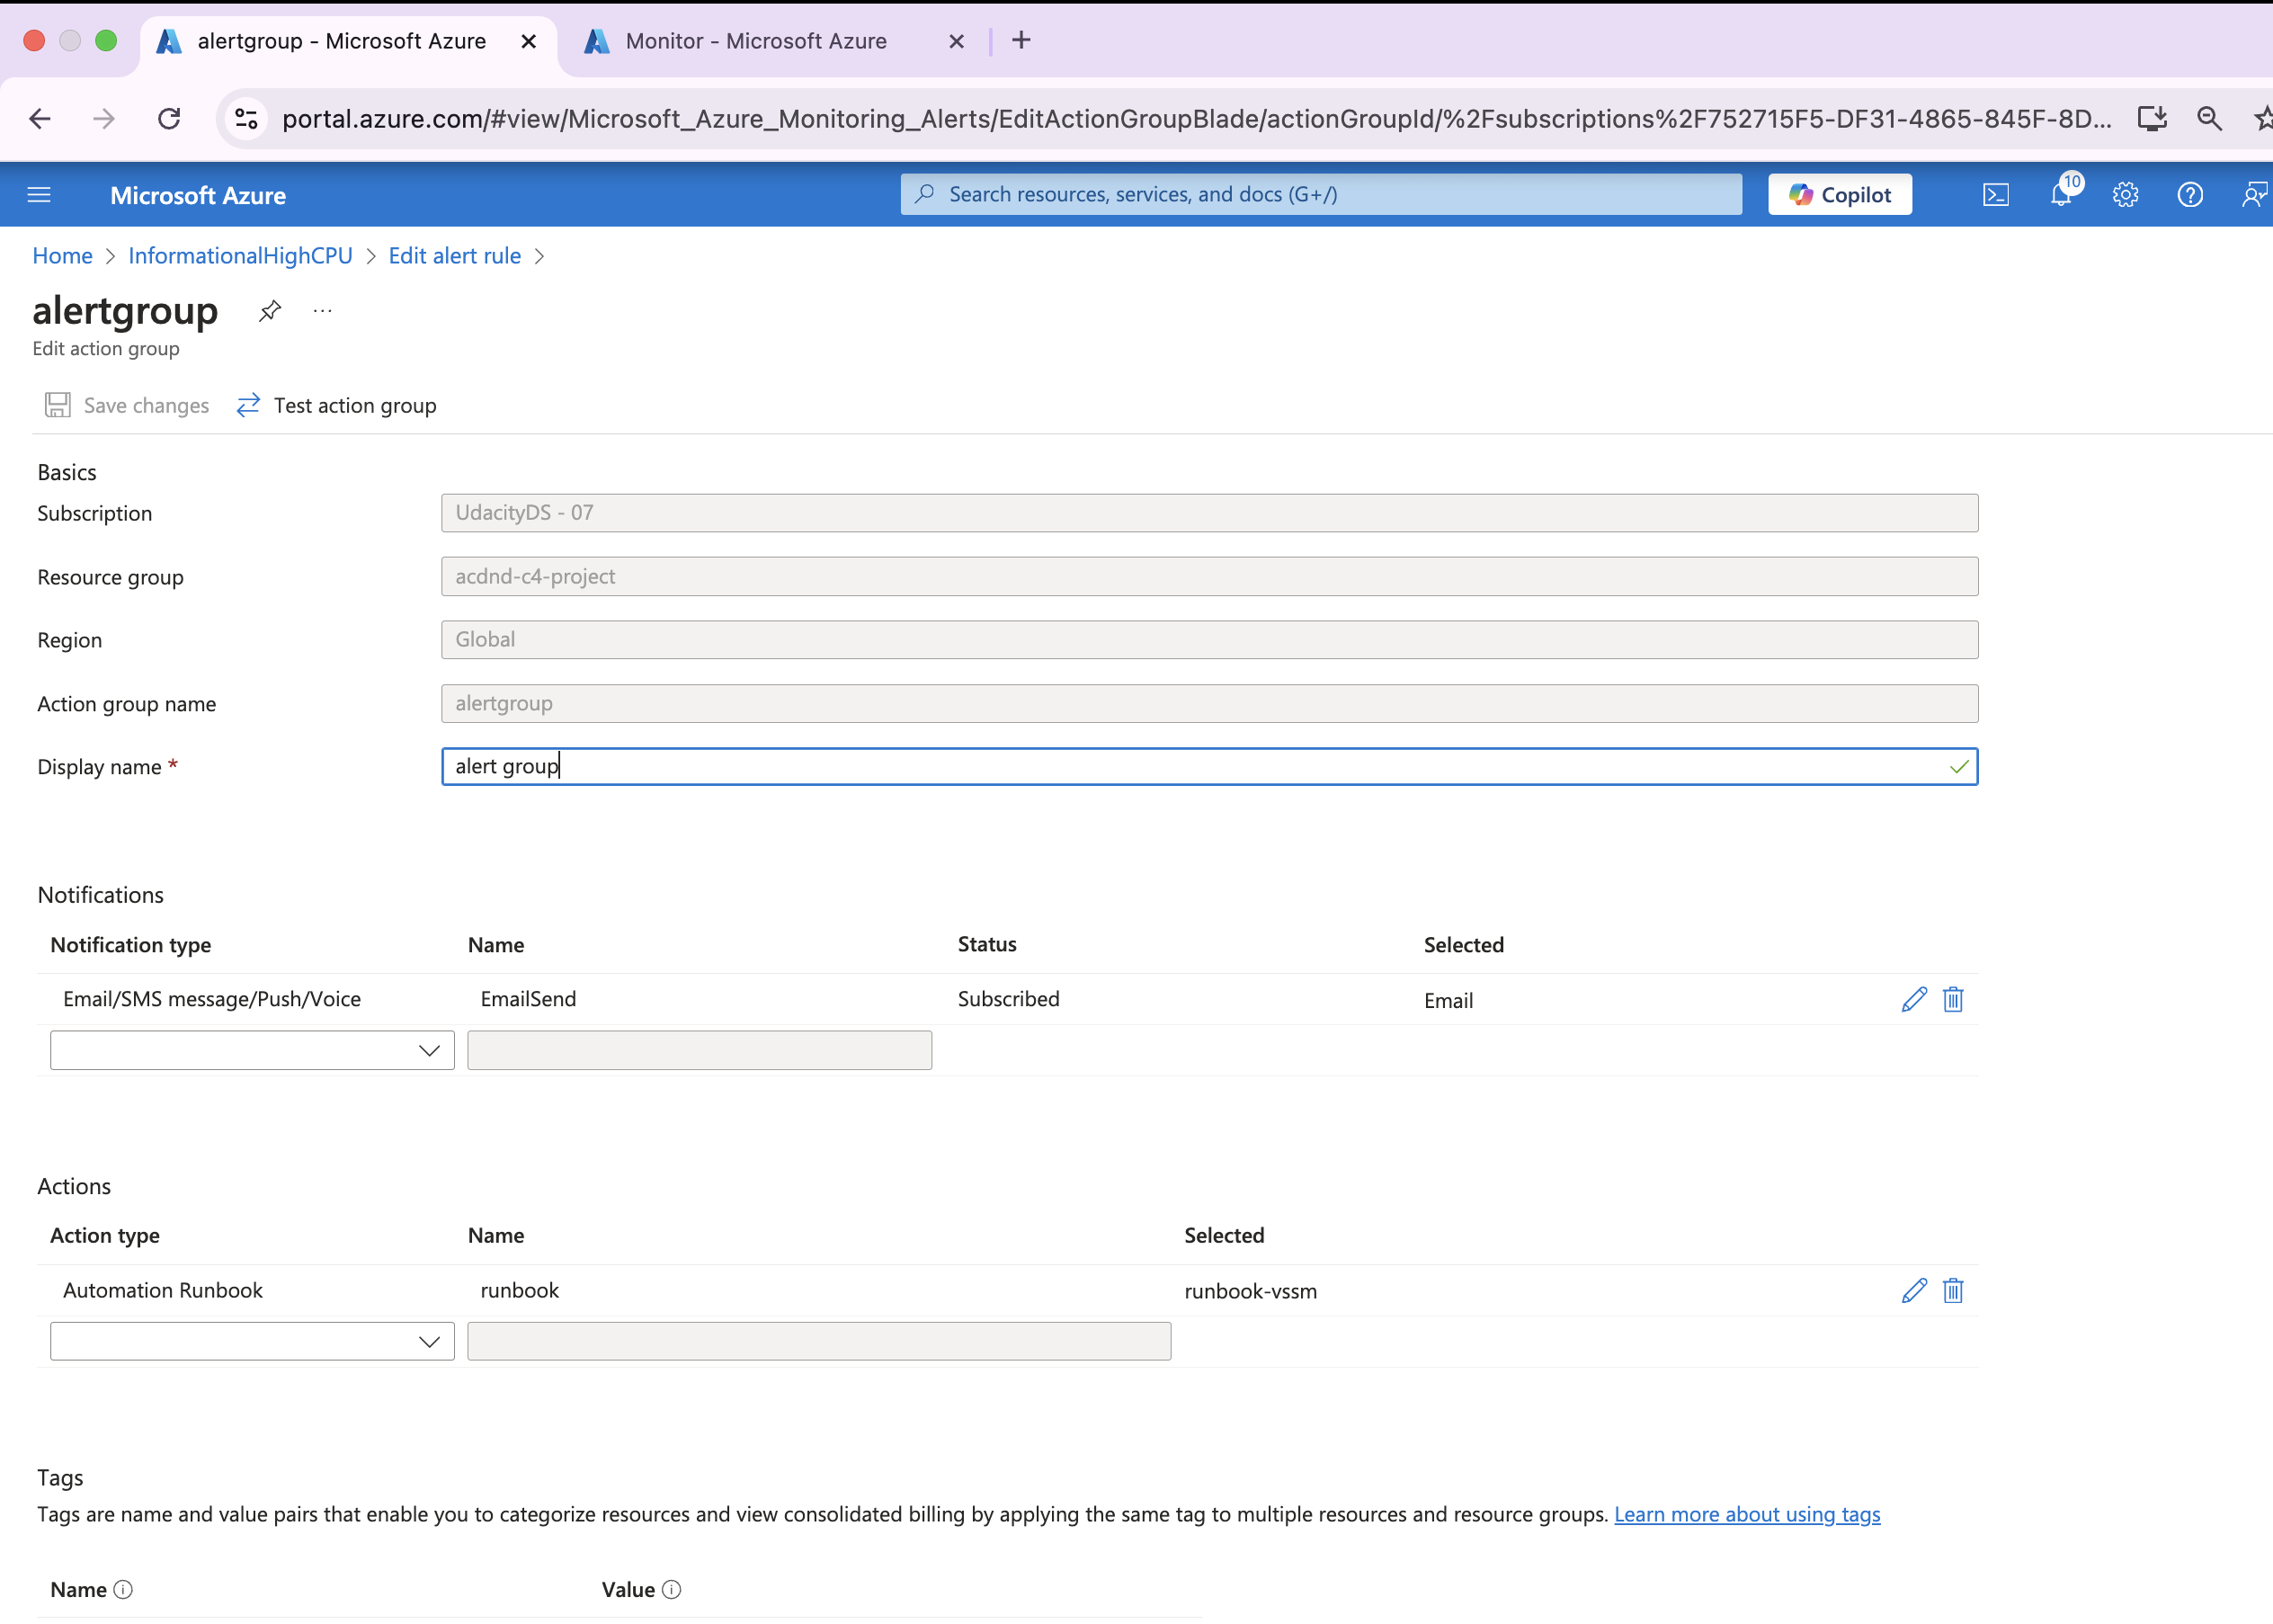 alertgroup - Microsoft Azure
Monitor - Microsoft Azure
portal.azure.com/#view/Microsoft_Azure_Monitoring_Alerts/EditActionGroupBlade/actionGroupId/%2Fsubscriptions%2F752715F5-DF31-4865-845F-8D...
Microsoft Azure
Search resources, services, and docs (G+/)
Copilot
10
Home > InformationalHighCPU > Edit alert rule >
alertgroup
...
Edit action group
Save changes
Test action group
Basics
Subscription
UdacityDS - 07
Resource group
acdnd-c4-project
Region
Global
Action group name
alertgroup
Display name *
alert group
Notifications
Notification type Name Status Selected
Email/SMS message/Push/Voice EmailSend Subscribed Email
Actions
Action type Name Selected
Automation Runbook runbook runbook-vssm
Tags
Tags are name and value pairs that enable you to categorize resources and view consolidated billing by applying the same tag to multiple resources and resource groups. Learn more about using tags
Name Value